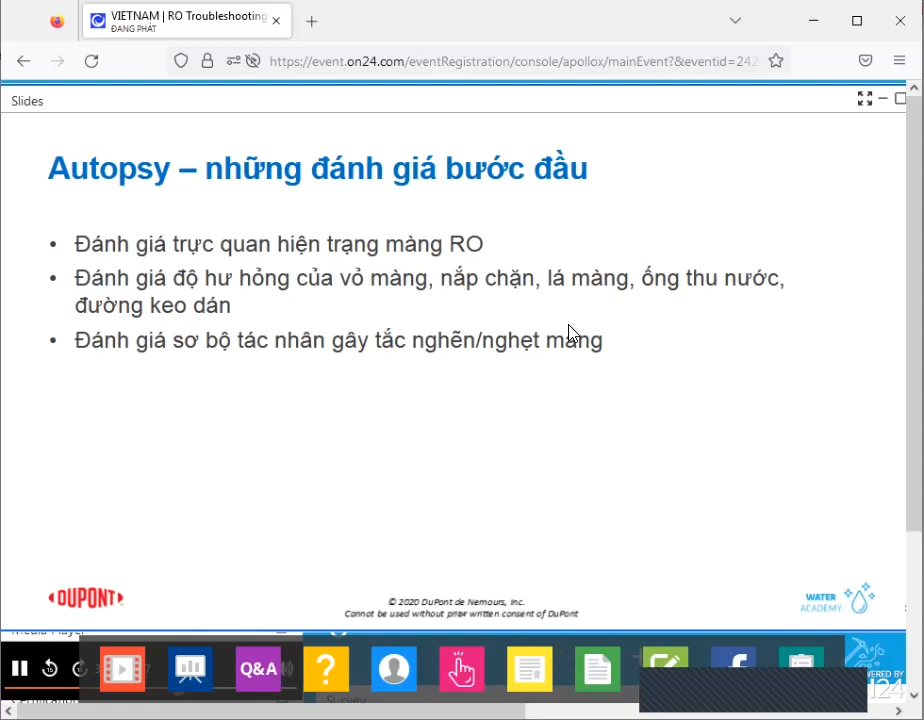 VIETNAM | RO Troubleshooting
ĐANG PHÁT
https://event.on24.com/eventRegistration/console/apollox/mainEvent?&eventid=242
Slides
Autopsy – những đánh giá bước đầu
• Đánh giá trực quan hiện trạng màng RO
• Đánh giá độ hư hỏng của vỏ màng, nắp chặn, lá màng, ống thu nước,
đường keo dán
• Đánh giá sơ bộ tác nhân gây tắc nghẽn/nghẹt màng
DUPONT
© 2020 DuPont de Nemours, Inc.
Cannot be used without prior written consent of DuPont
WATER
ACADEMY
Media Player
Q&A
?
Survey